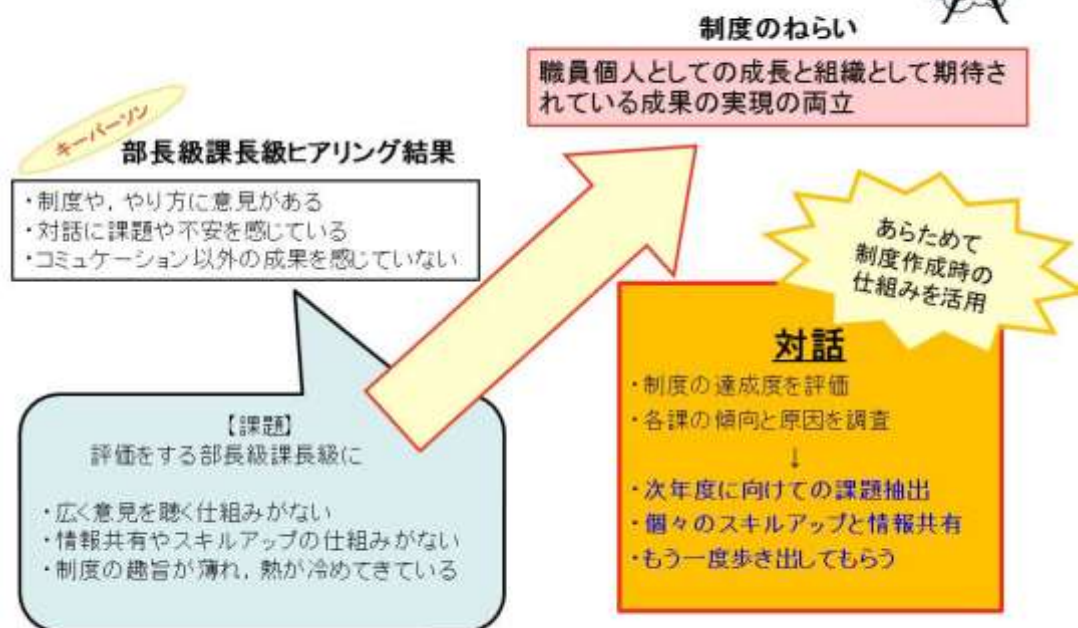 制度のねらい
職員個人としての成長と組織として期待さ
れている成果の実現の両立
キーパーソン
部長級課長級ヒアリング結果
・制度や，やり方に意見がある
・対話に課題や不安を感じている
・コミュケーション以外の成果を感じていない
【課題】
評価をする部長級課長級に
・広く意見を聴く仕組みがない
・情報共有やスキルアップの仕組みがない
・制度の趣旨が薄れ，熱が冷めてきている
あらためて
制度作成時の
仕組みを活用
対話
・制度の達成度を評価
・各課の傾向と原因を調査
↓
・次年度に向けての課題抽出
・個々のスキルアップと情報共有
・もう一度歩き出してもらう